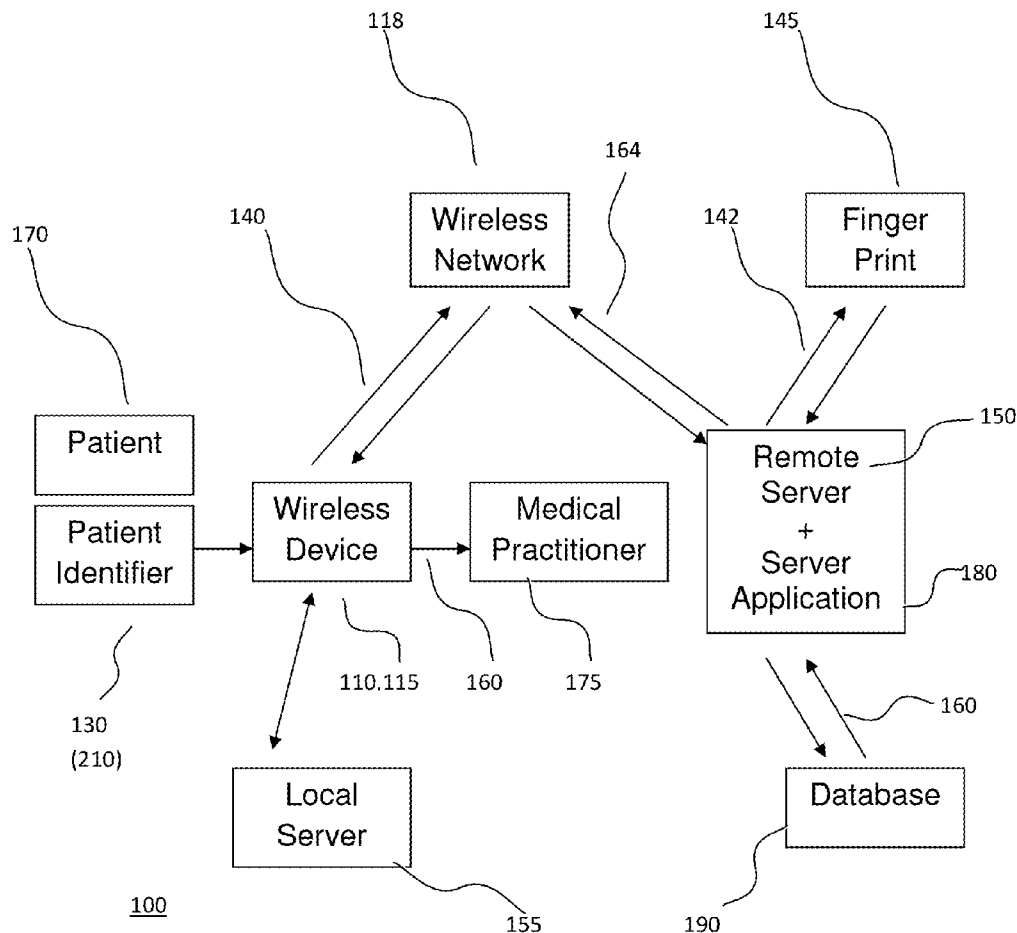 118
145
164
140
142
170
Wireless
Network
Finger
Print
150
Patient
Remote
Server
+
Server
Application
Wireless
Device
Medical
Practitioner
Patient
Identifier
180
110,115
160
175
160
130
(210)
Local
Server
Database
100
155
190